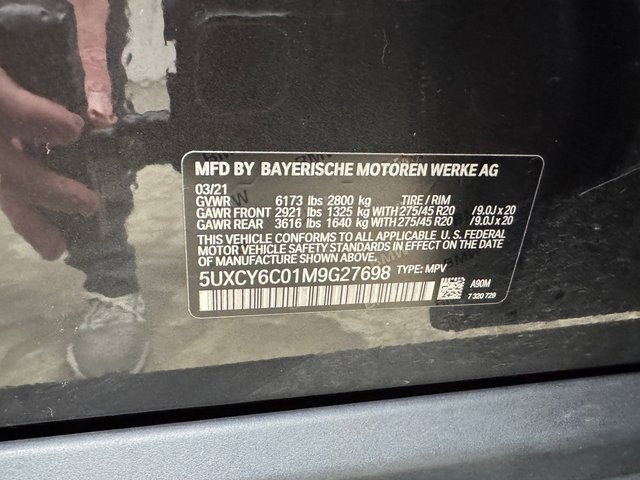 MFD BY BAYERISCHE MOTOREN WERKE AG
03/21
GVWR 6173 lbs 2800 kg TIRE / RIM
GAWR FRONT 2921 lbs 1325 kg WITH 275/45 R20 /9.0J x 20
GAWR REAR 3616 lbs 1640 kg WITH 275/45 R20 /9.0J x 20
THIS VEHICLE CONFORMS TO ALL APPLICABLE U. S. FEDERAL
MOTOR VEHICLE SAFETY STANDARDS IN EFFECT ON THE DATE
OF MANUFACTURE SHOWN ABOVE.
5UXCY6C01M9G27698 TYPE: MPV
A90M
7 320 729